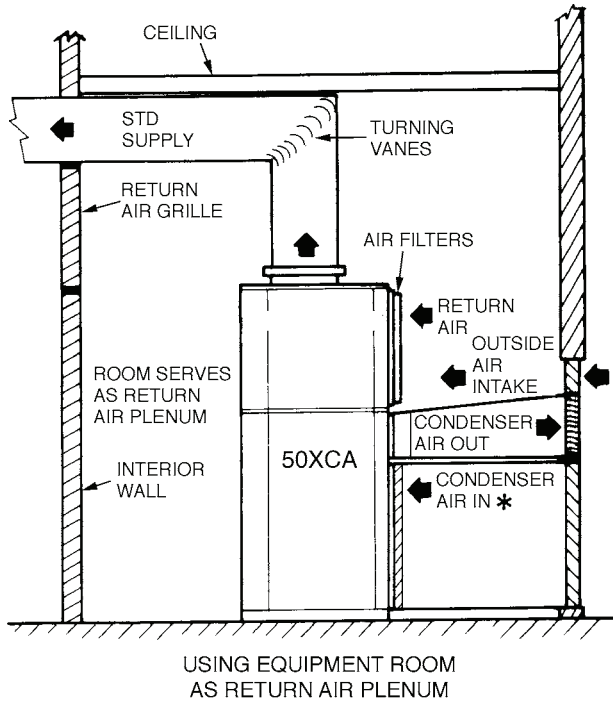 CEILING
STD
SUPPLY
TURNING
VANES
RETURN
AIR GRILLE
AIR FILTERS
RETURN
AIR
OUTSIDE
AIR
INTAKE
ROOM SERVES
AS RETURN
AIR PLENUM
CONDENSER
AIR OUT
50XCA
INTERIOR
WALL
CONDENSER
AIR IN *
USING EQUIPMENT ROOM
AS RETURN AIR PLENUM